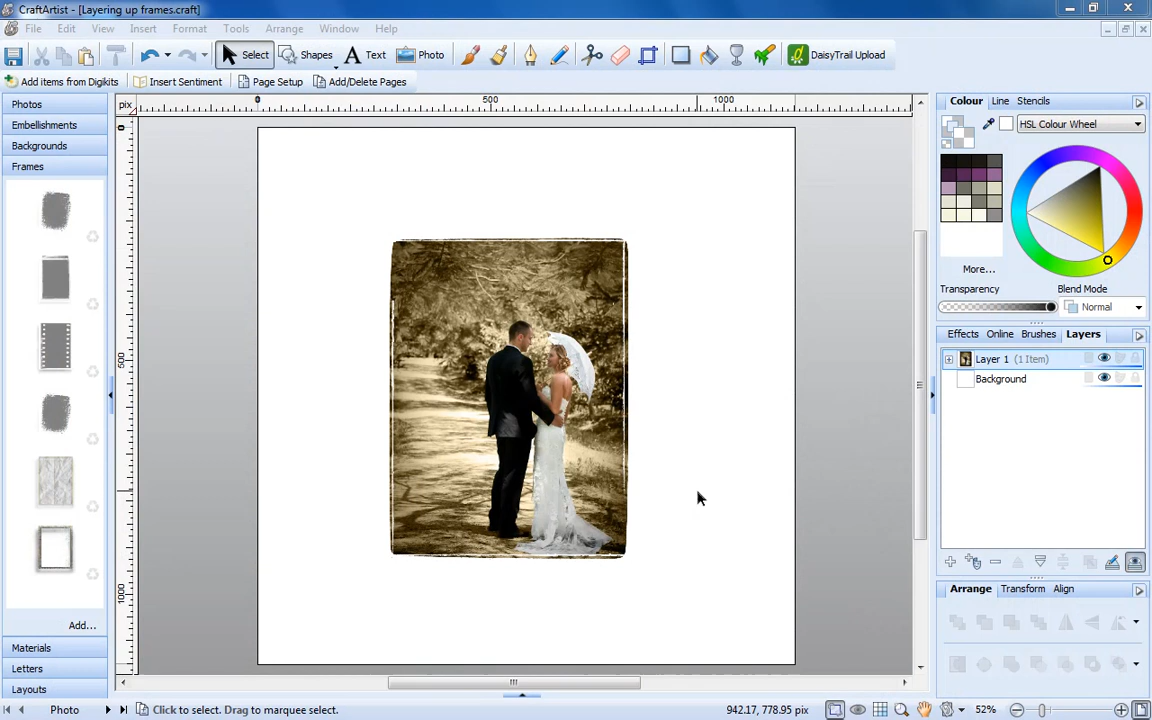 CraftArtist - [Layering up frames.craft]
File Edit View Insert Format Tools Arrange Window Help
Select Shapes Text Photo DaisyTrail Upload
Add items from Digikits Insert Sentiment Page Setup Add/Delete Pages
Photos
Embellishments
Backgrounds
Frames
Add...
Materials
Letters
Layouts
pix 0 500 1000
0
500
1000
Colour Line Stencils
HSL Colour Wheel
More...
Transparency Blend Mode
Normal
Effects Online Brushes Layers
Layer 1 (1 Item)
Background
Arrange Transform Align
Photo Click to select. Drag to marquee select. 942.17, 778.95 pix 52%